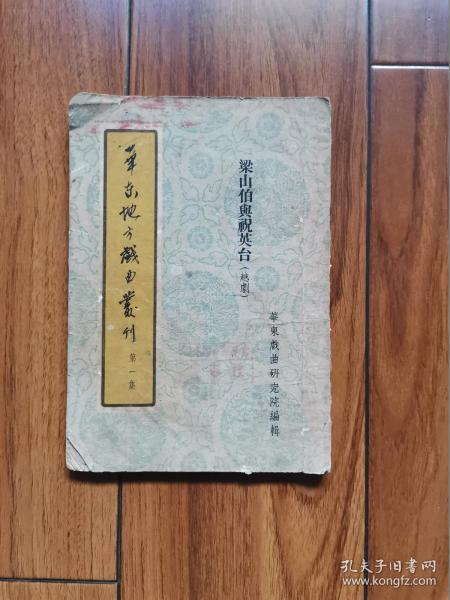 華东地方戲曲叢刊
第一集
梁山伯與祝英台（越劇）
華東戲曲研究院編輯
孔夫子旧书网
www.kongfz.com